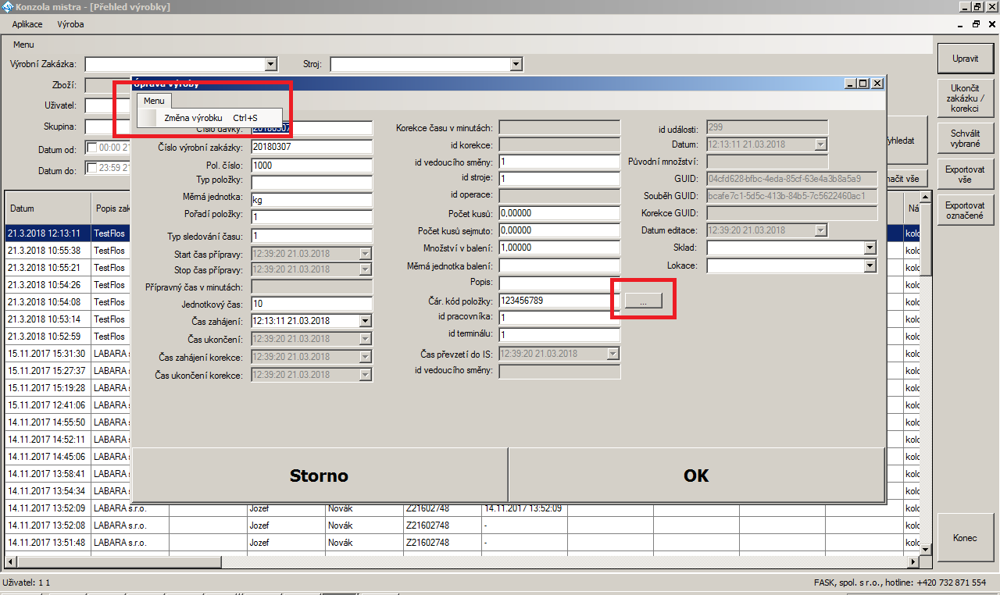 Konzola mistra - [Přehled výrobky]
Aplikace Výroba
Menu
Výrobní Zakázka: Stroj:
Zboží:
Uživatel:
Skupina:
Datum od: 00:00 21
Datum do: 23:59 21
Upravit
Ukončit
zakázku /
korekci
Schválit
vybrané
Exportovat
vše
Exportovat
označené
Konec
Úprava výroby
Menu
Změna výrobku Ctrl+S
Číslo dávky: 20180307
Číslo výrobní zakázky: 20180307
Pol. číslo: 1000
Typ položky:
Měrná jednotka: kg
Pořadí položky: 1
Typ sledování času: 1
Start čas přípravy: 12:39:20 21.03.2018
Stop čas přípravy: 12:39:20 21.03.2018
Přípravný čas v minutách:
Jednotkový čas: 10
Čas zahájení: 12:13:11 21.03.2018
Čas ukončení: 12:39:20 21.03.2018
Čas zahájení korekce: 12:39:20 21.03.2018
Čas ukončení korekce: 12:39:20 21.03.2018
Korekce času v minutách:
id korekce:
id vedoucího směny: 1
id stroje: 1
id operace:
Počet kusů: 0,00000
Počet kusů sejmuto: 0,00000
Množství v balení: 1,00000
Měrná jednotka balení:
Popis:
Čár. kód položky: 123456789 ...
id pracovníka: 1
id terminálu: 1
Čas převzetí do IS: 12:39:20 21.03.2018
id vedoucího směny:
id události: 299
Datum: 12:13:11 21.03.2018
Původní množství:
GUID: 04cfd628-bfbc-4eda-85cf-63e4a3b8a5a9
Souběh GUID: bcafe7c1-5d5c-413b-84b5-7c5622460ac1
Korekce GUID:
Datum editace: 12:39:20 21.03.2018
Sklad:
Lokace:
Storno OK
Datum Popis zak Ná
21.3.2018 12:13:11 TestFlos kolo
21.3.2018 10:55:38 TestFlos kolo
21.3.2018 10:55:21 TestFlos kolo
21.3.2018 10:54:26 TestFlos kolo
21.3.2018 10:54:08 TestFlos kolo
21.3.2018 10:53:14 TestFlos kolo
21.3.2018 10:52:59 TestFlos kolo
15.11.2017 15:31:30 LABARA s kolo
15.11.2017 15:27:37 LABARA s kolo
15.11.2017 15:19:28 LABARA s kolo
15.11.2017 12:41:06 LABARA s kolo
14.11.2017 14:55:50 LABARA s kolo
14.11.2017 14:52:11 LABARA s kolo
14.11.2017 14:45:06 LABARA s kolo
14.11.2017 13:58:41 LABARA s kolo
14.11.2017 13:54:34 LABARA s kolo
14.11.2017 13:52:09 LABARA s.r.o. Jozef Novák Z21602748 14.11.2017 13:52:09 kolo
14.11.2017 13:52:08 LABARA s.r.o. Jozef Novák Z21602748 - kolo
14.11.2017 13:51:48 LABARA s.r.o. Jozef Novák Z21602748 - kolo
Uživatel: 1 1 FASK, spol. s r.o., hotline: +420 732 871 554